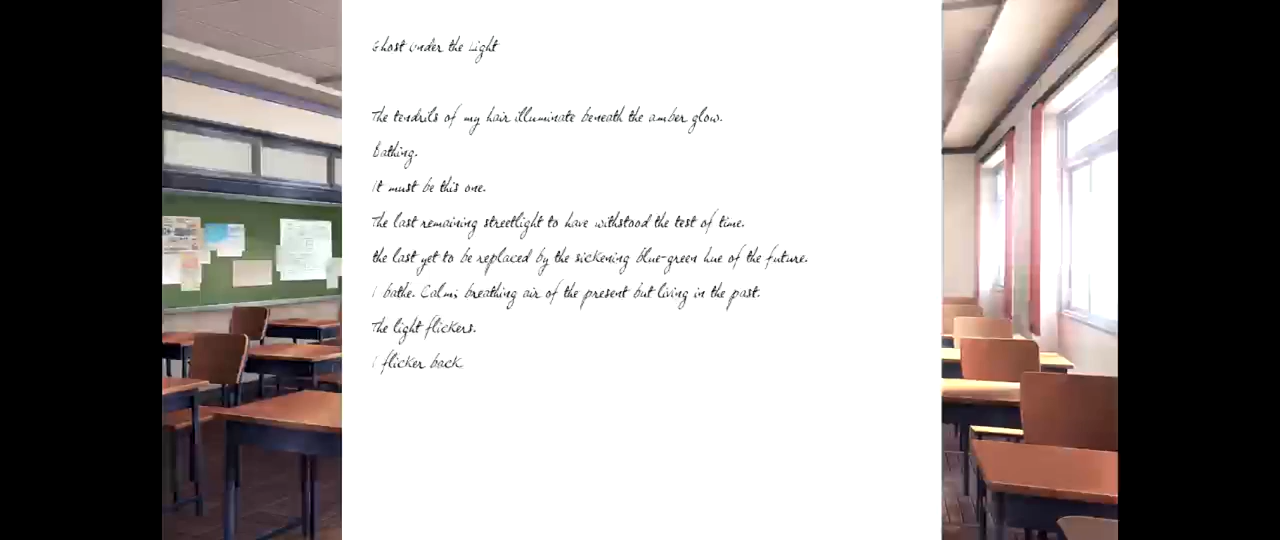 Ghost Under the Light
The tendrils of my hair illuminate beneath the amber glow.
Bathing.
It must be this one.
The last remaining streetlight to have withstood the test of time.
the last yet to be replaced by the sickening blue-green hue of the future.
I bathe. Calm; breathing air of the present but living in the past.
The light flickers.
I flicker back.